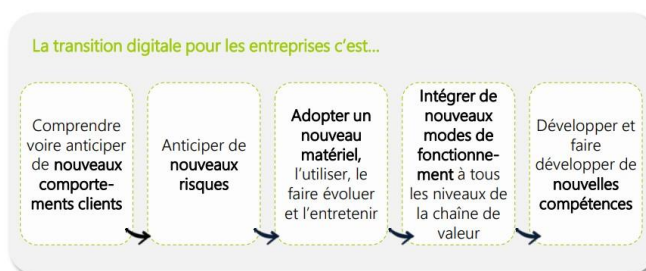 La transition digitale pour les entreprises c'est...
Comprendre
voire anticiper
de nouveaux
comporte-
ments clients
Anticiper de
nouveaux
risques
Adopter un
nouveau
matériel,
l'utiliser, le
faire évoluer
et l'entretenir
Intégrer de
nouveaux
modes de
fonctionne-
ment à tous
les niveaux de
la chaîne de
valeur
Développer et
faire
développer de
nouvelles
compétences